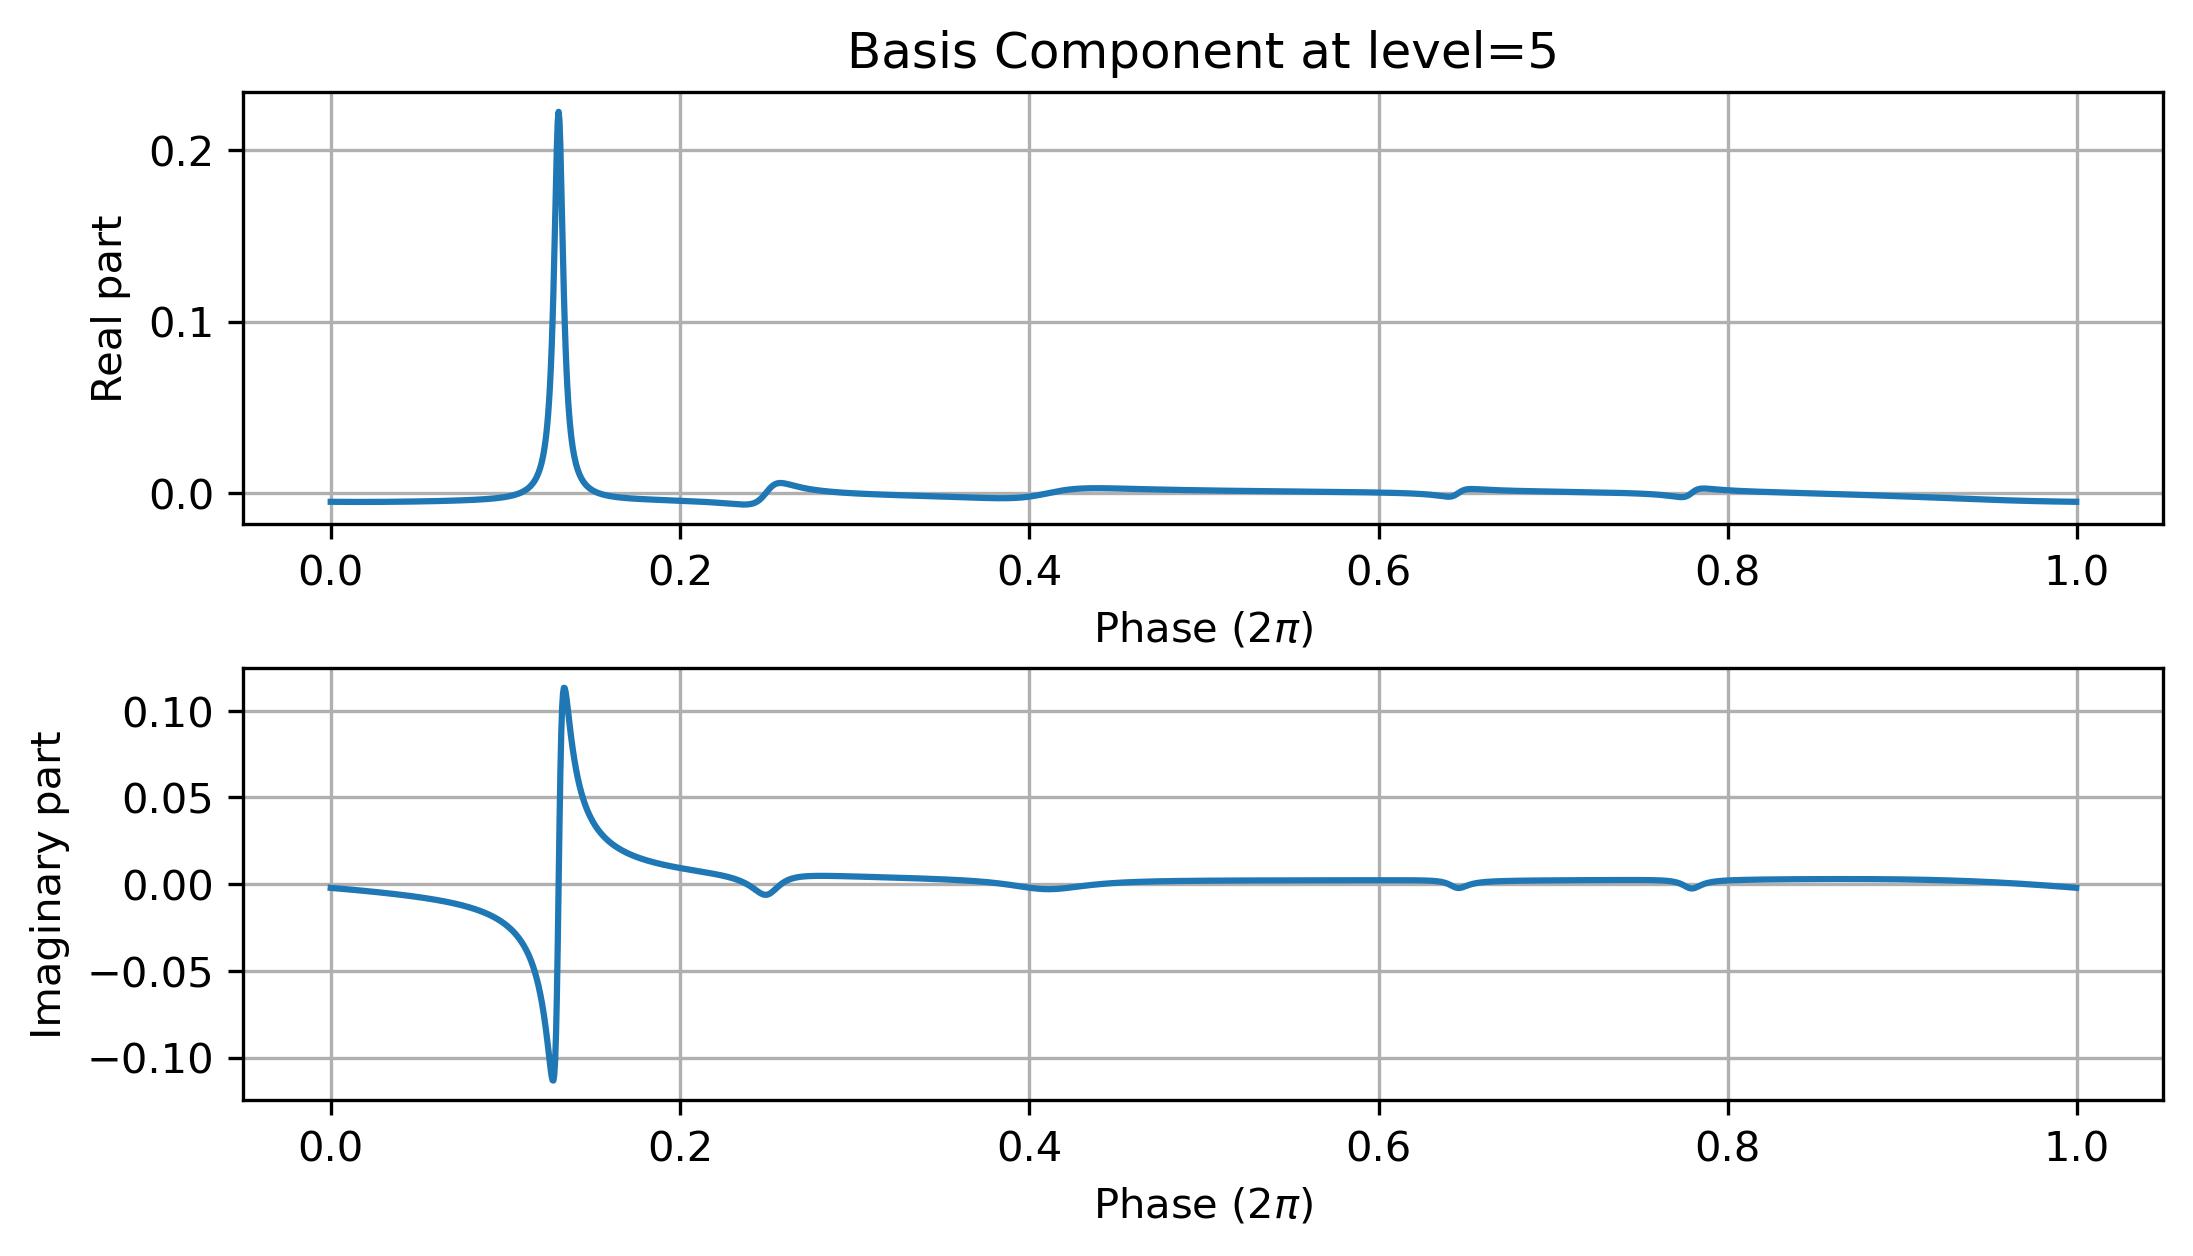 Basis Component at level=5
Real part
0.2
0.1
0.0
0.0 0.2 0.4 0.6 0.8 1.0
Phase (2π)
Imaginary part
0.10
0.05
0.00
−0.05
−0.10
0.0 0.2 0.4 0.6 0.8 1.0
Phase (2π)